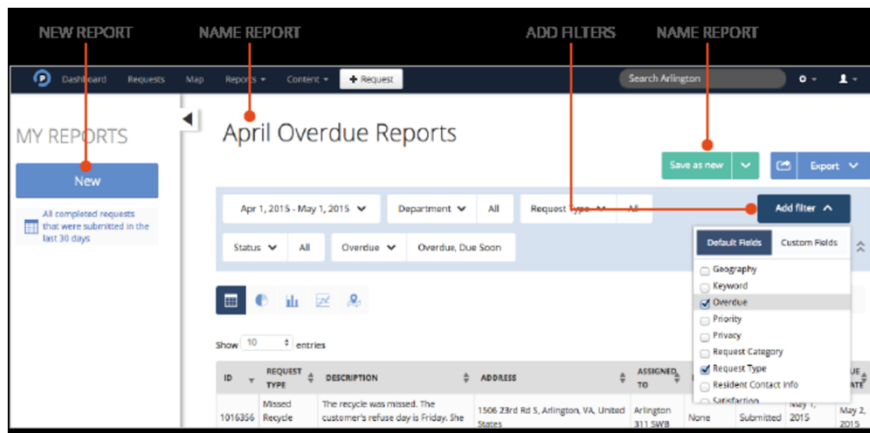 NEW REPORT NAME REPORT ADD FILTERS NAME REPORT
Dashboard Requests Map Reports Content + Request Search Arlington
MY REPORTS
New
All completed requests
that were submitted in the
last 30 days
April Overdue Reports
Save as new Export
Apr 1, 2015 - May 1, 2015 Department All Request Type All Add filter
Status All Overdue Overdue, Due Soon
Default Fields Custom Fields
Geography
Keyword
Overdue
Priority
Privacy
Request Category
Request Type
Resident Contact Info
Satisfaction
Show 10 entries
ID REQUEST TYPE DESCRIPTION ADDRESS ASSIGNED TO
1016356 Missed Recycle The recycle was missed. The customer's refuse day is Friday. She 1506 23rd Rd S, Arlington, VA, United States Arlington 311 SWB None Submitted May 1, 2015 May 2, 2015